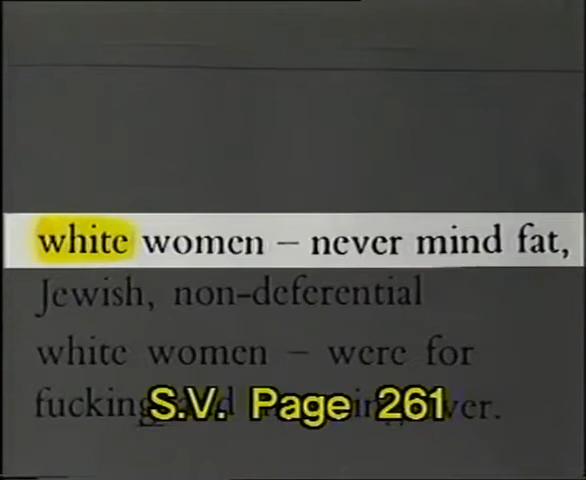 white women – never mind fat,
Jewish, non-deferential
white women – were for
fucking
S.V. Page 261